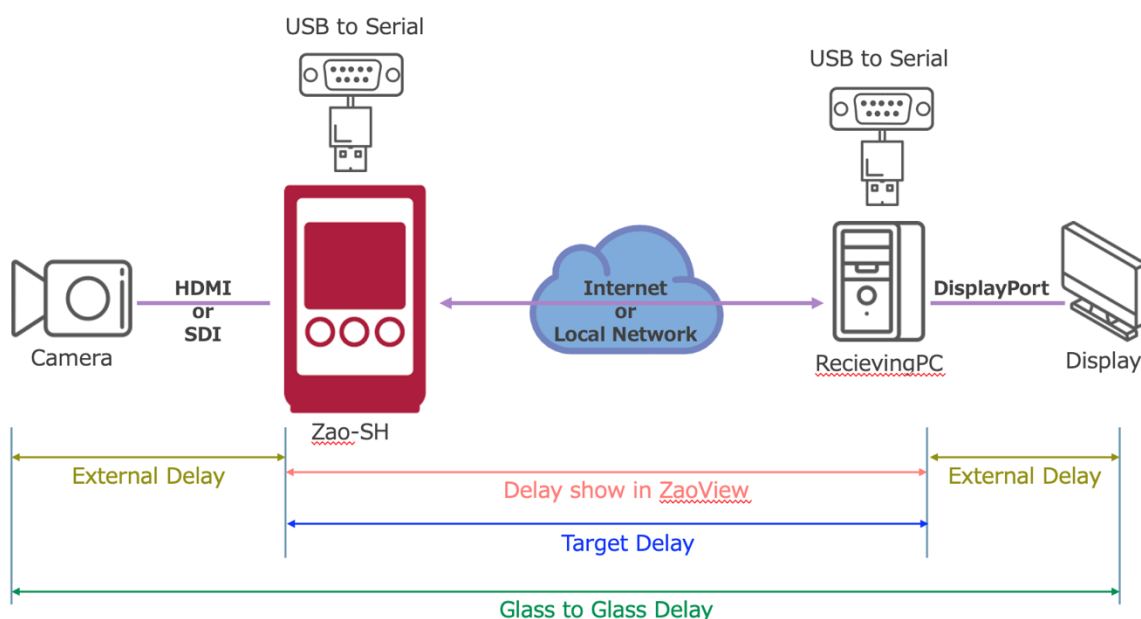 USB to Serial
USB to Serial
HDMI
or
SDI
Internet
or
Local Network
DisplayPort
Camera
RecievingPC
Display
Zao-SH
External Delay
Delay show in ZaoView
External Delay
Target Delay
Glass to Glass Delay